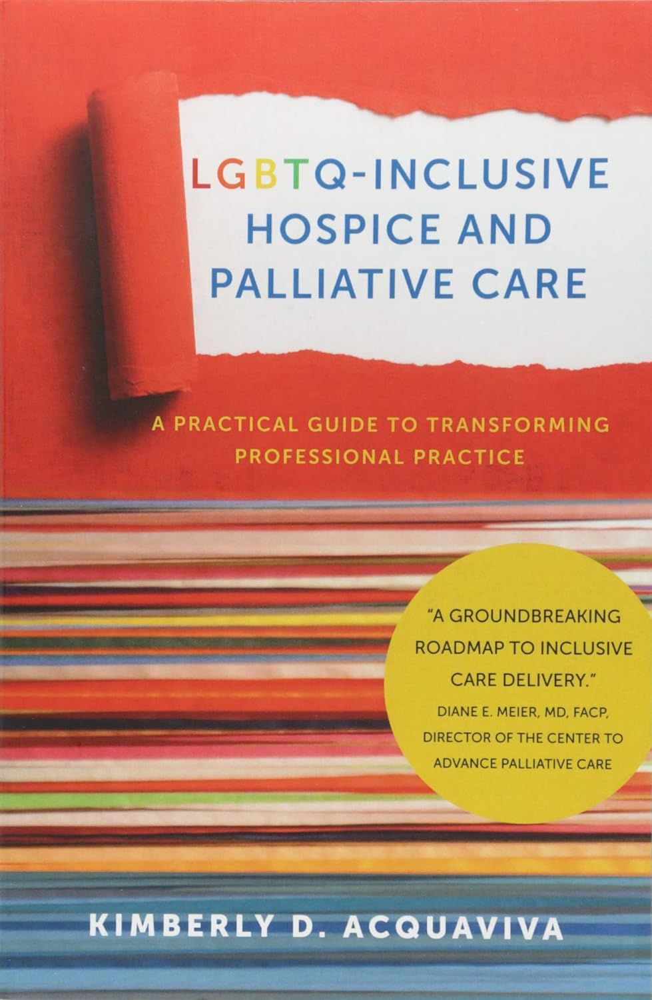 LGBTQ-INCLUSIVE
HOSPICE AND
PALLIATIVE CARE
A PRACTICAL GUIDE TO TRANSFORMING
PROFESSIONAL PRACTICE
“A GROUNDBREAKING
ROADMAP TO INCLUSIVE
CARE DELIVERY.”
DIANE E. MEIER, MD, FACP,
DIRECTOR OF THE CENTER TO
ADVANCE PALLIATIVE CARE
KIMBERLY D. ACQUAVIVA